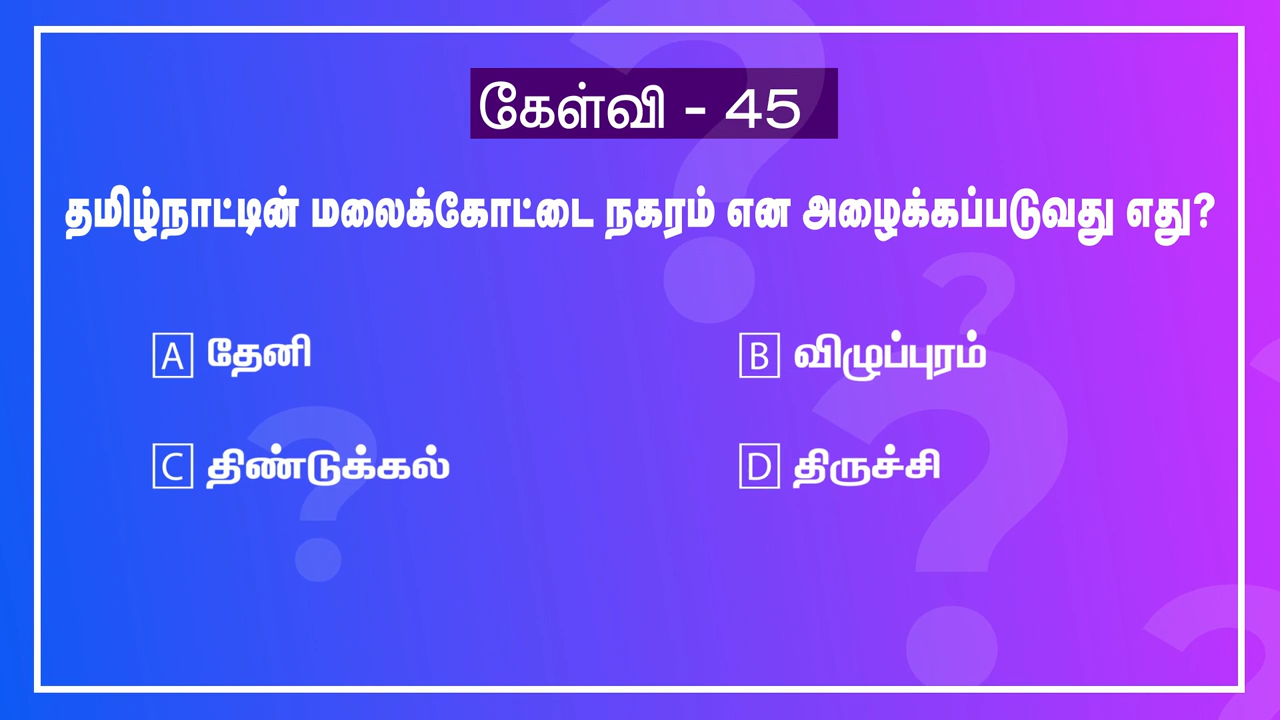 கேள்வி - 45
தமிழ்நாட்டின் மலைக்கோட்டை நகரம் என அழைக்கப்படுவது எது?
A தேனி
B விழுப்புரம்
C திண்டுக்கல்
D திருச்சி